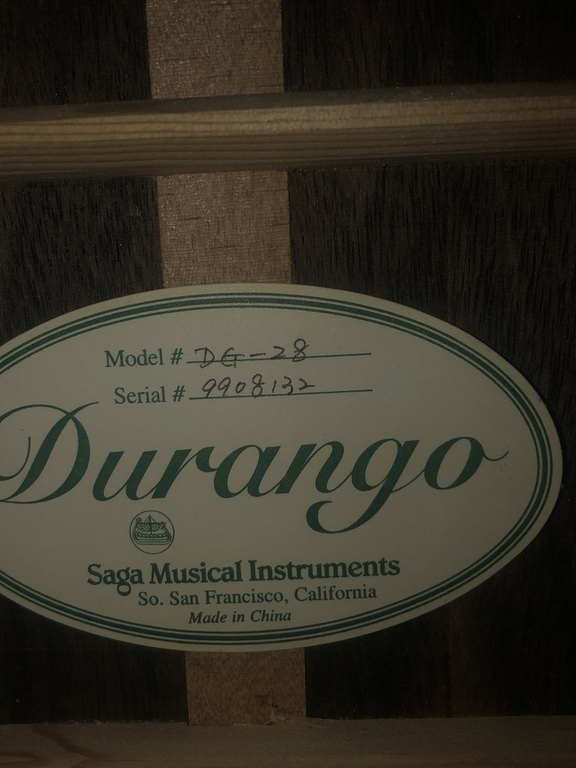 Model # DG-28
Serial # 9908132
Durango
Saga Musical Instruments
So. San Francisco, California
Made in China